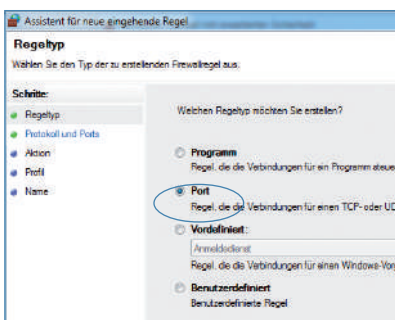 Assistent für neue eingehende Regel
Regeltyp
Wählen Sie den Typ der zu erstellenden Firewallregel aus.
Schritte:
Regeltyp
Protokoll und Ports
Aktion
Profil
Name
Welchen Regeltyp möchten Sie erstellen?
Programm
Regel, die die Verbindungen für ein Programm steue
Port
Regel, die die Verbindungen für einen TCP- oder UD
Vordefiniert:
Anmeldedienst
Regel, die die Verbindungen für einen Windows-Vor
Benutzerdefiniert
Benutzerdefinierte Regel